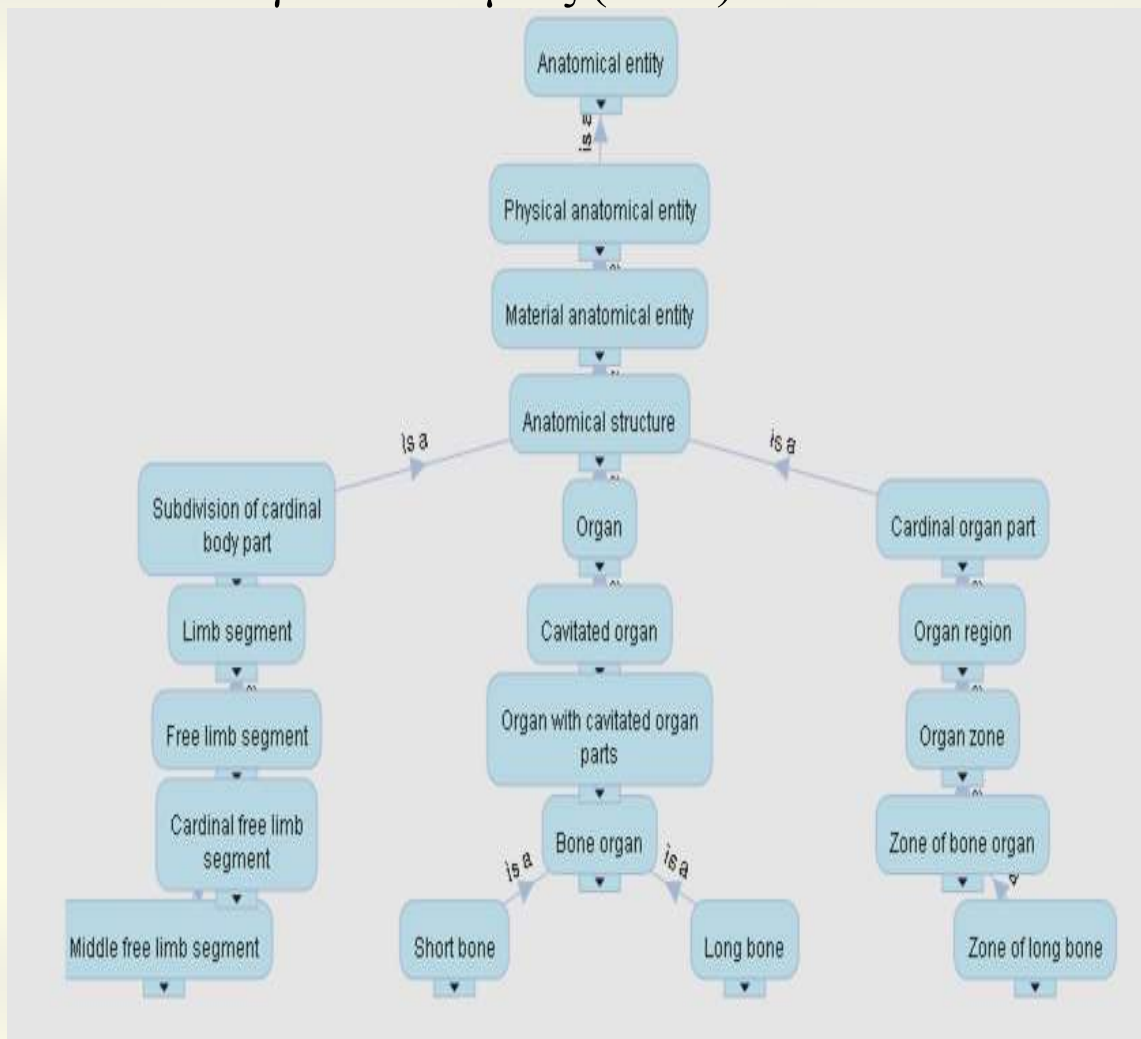 Anatomical entity
is a
Physical anatomical entity
Material anatomical entity
Anatomical structure
is a
is a
Subdivision of cardinal
body part
Organ
Cardinal organ part
Limb segment
Cavitated organ
Organ region
Free limb segment
Organ with cavitated organ
parts
Organ zone
Cardinal free limb
segment
Bone organ
Zone of bone organ
is a
is a
Middle free limb segment
Short bone
Long bone
Zone of long bone